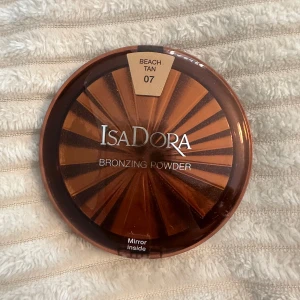 BEACH
TAN
07
ISADORA
BRONZING POWDER
Mirror
inside